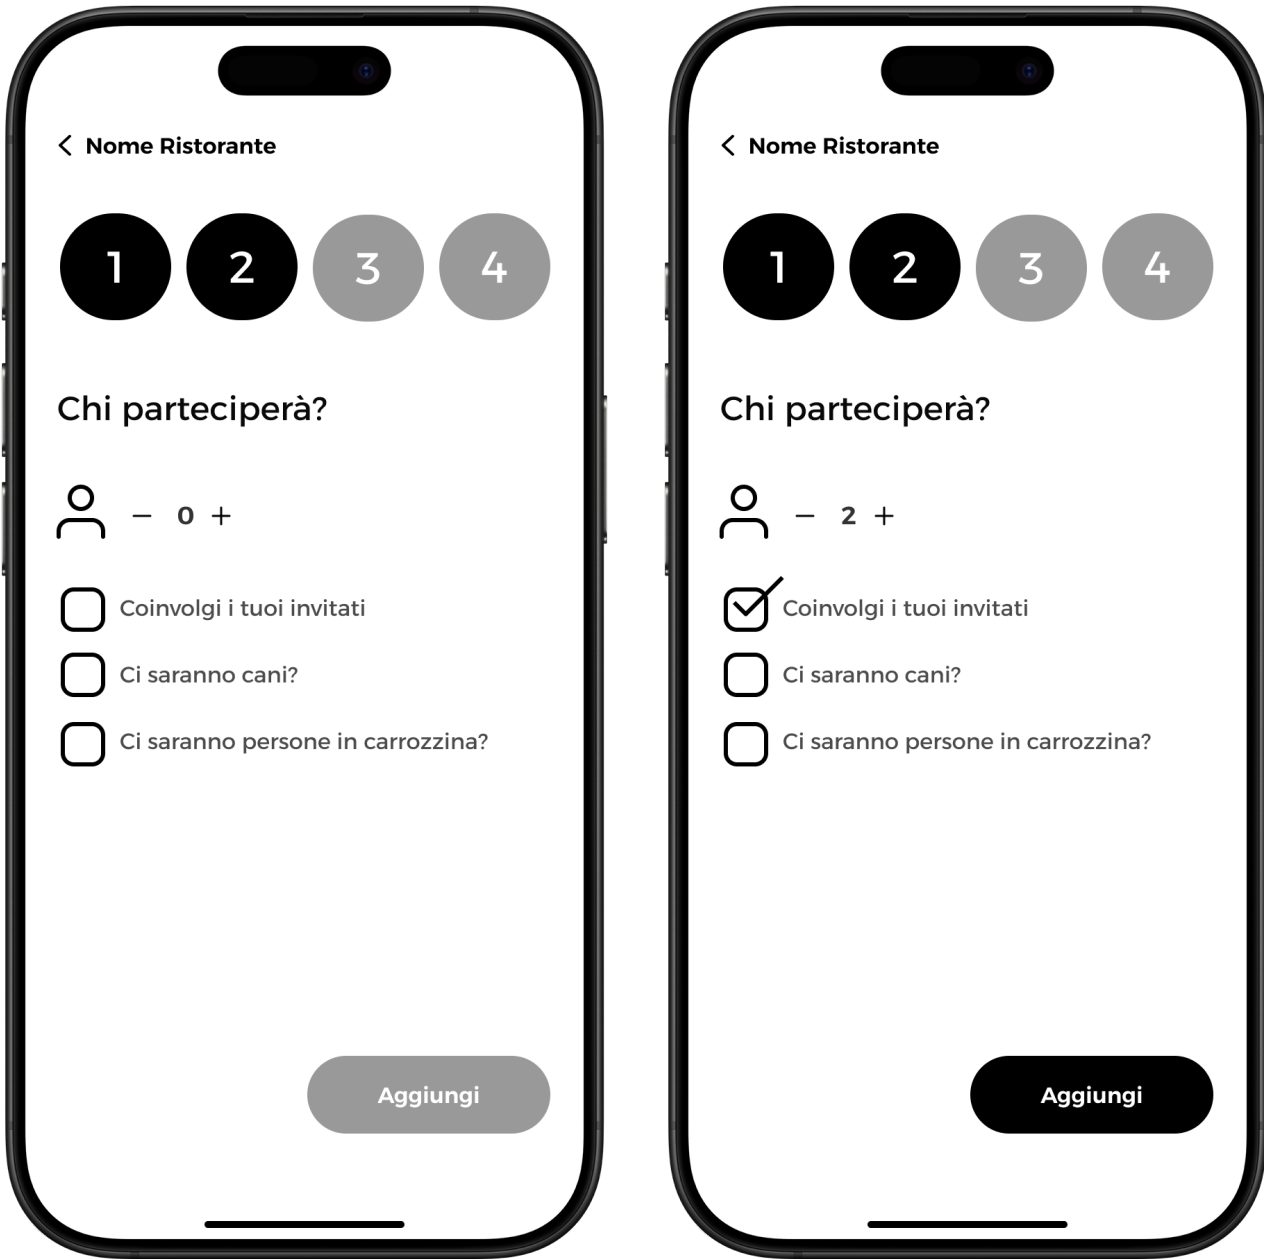 Nome Ristorante
1 2 3 4
Chi parteciperà?
− 0 +
Coinvolgi i tuoi invitati
Ci saranno cani?
Ci saranno persone in carrozzina?
Aggiungi
Nome Ristorante
1 2 3 4
Chi parteciperà?
− 2 +
Coinvolgi i tuoi invitati
Ci saranno cani?
Ci saranno persone in carrozzina?
Aggiungi